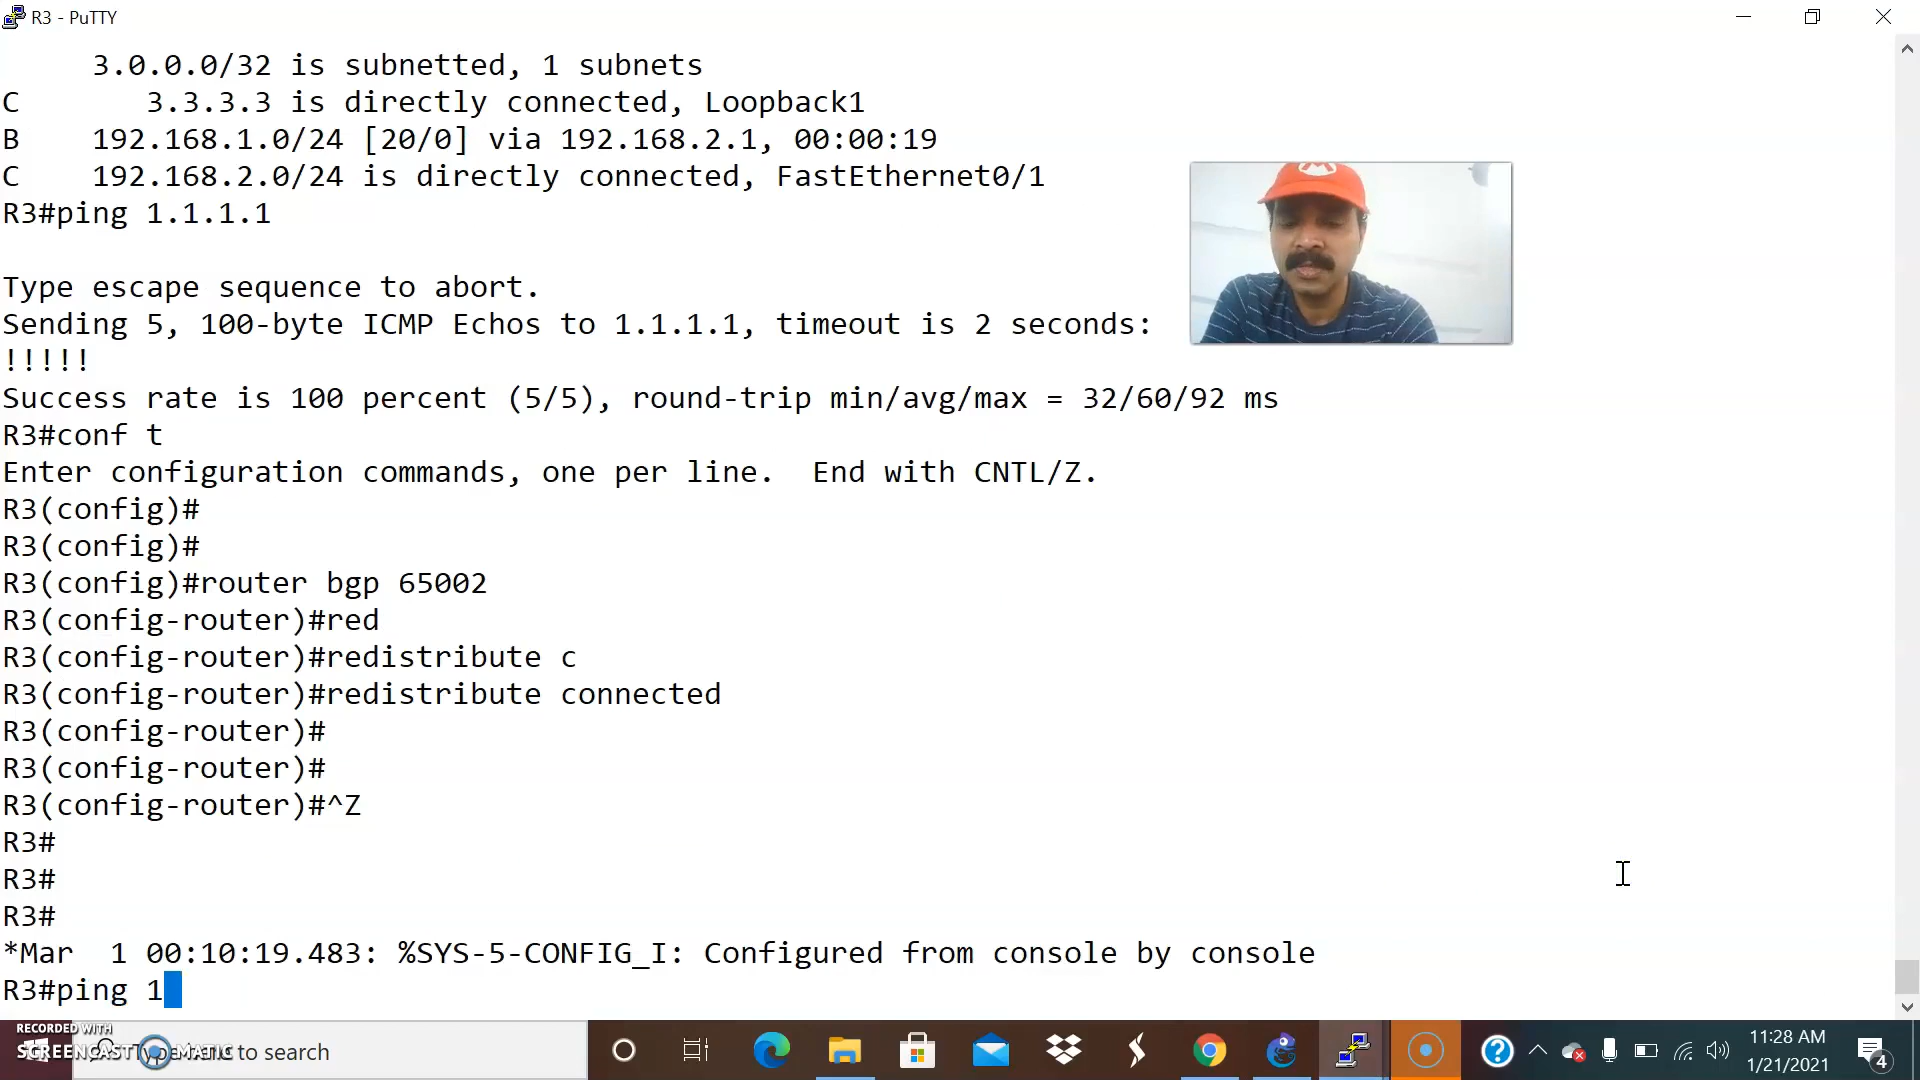 R3 - PuTTY
3.0.0.0/32 is subnetted, 1 subnets
C       3.3.3.3 is directly connected, Loopback1
B    192.168.1.0/24 [20/0] via 192.168.2.1, 00:00:19
C    192.168.2.0/24 is directly connected, FastEthernet0/1
R3#ping 1.1.1.1
Type escape sequence to abort.
Sending 5, 100-byte ICMP Echos to 1.1.1.1, timeout is 2 seconds:
!!!!!
Success rate is 100 percent (5/5), round-trip min/avg/max = 32/60/92 ms
R3#conf t
Enter configuration commands, one per line.  End with CNTL/Z.
R3(config)#
R3(config)#
R3(config)#router bgp 65002
R3(config-router)#red
R3(config-router)#redistribute c
R3(config-router)#redistribute connected
R3(config-router)#
R3(config-router)#
R3(config-router)#^Z
R3#
R3#
R3#
*Mar  1 00:10:19.483: %SYS-5-CONFIG_I: Configured from console by console
R3#ping 1
RECORDED WITH
SCREENCAST MATIC
to search
11:28 AM
1/21/2021
4